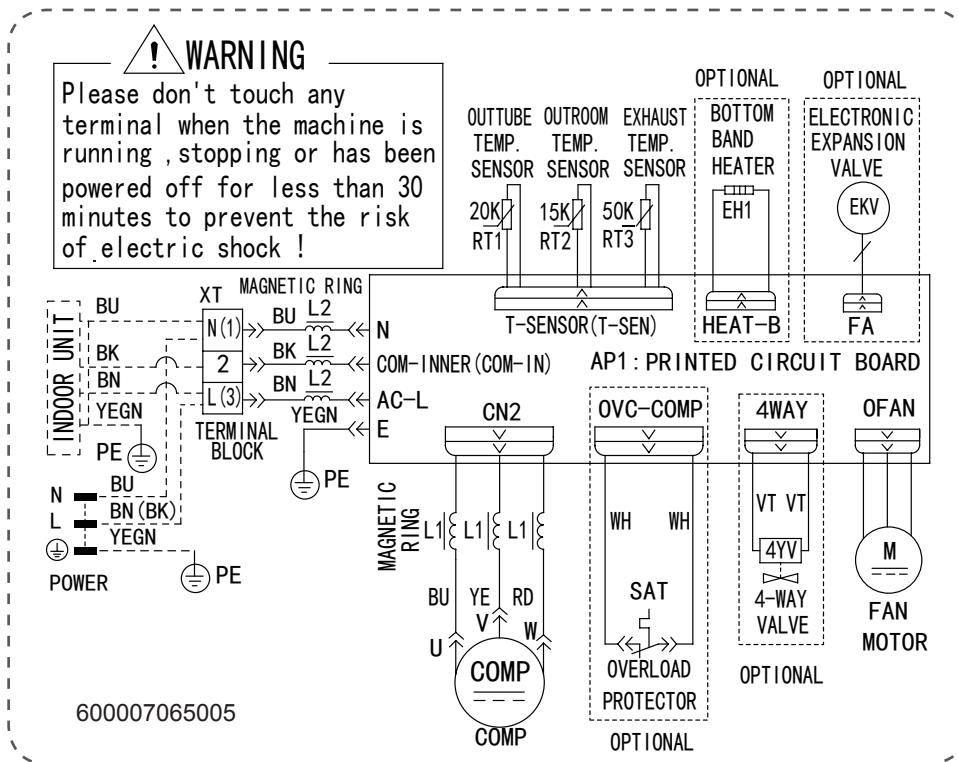 ! WARNING
Please don't touch any
terminal when the machine is
running ,stopping or has been
powered off for less than 30
minutes to prevent the risk
of electric shock !
OPTIONAL
OPTIONAL
OUTTUBE TEMP. SENSOR
OUTROOM TEMP. SENSOR
EXHAUST TEMP. SENSOR
BOTTOM BAND HEATER
ELECTRONIC EXPANSION VALVE
20K RT1
15K RT2
50K RT3
EH1
EKV
T-SENSOR(T-SEN)
HEAT-B
FA
AP1:PRINTED CIRCUIT BOARD
INDOOR UNIT
BU
BK
BN
YEGN
PE
XT
N(1)
2
L(3)
TERMINAL BLOCK
MAGNETIC RING
BU L2
BK L2
BN L2
YEGN
N
COM-INNER(COM-IN)
AC-L
E
PE
N
L
BU
BN(BK)
YEGN
PE
POWER
CN2
OVC-COMP
4WAY
OFAN
MAGNETIC RING
L1
L1
L1
BU
YE
RD
U
V
W
COMP
COMP
WH
WH
SAT
OVERLOAD
PROTECTOR
OPTIONAL
VT VT
4YV
4-WAY
VALVE
OPTIONAL
M
FAN
MOTOR
600007065005